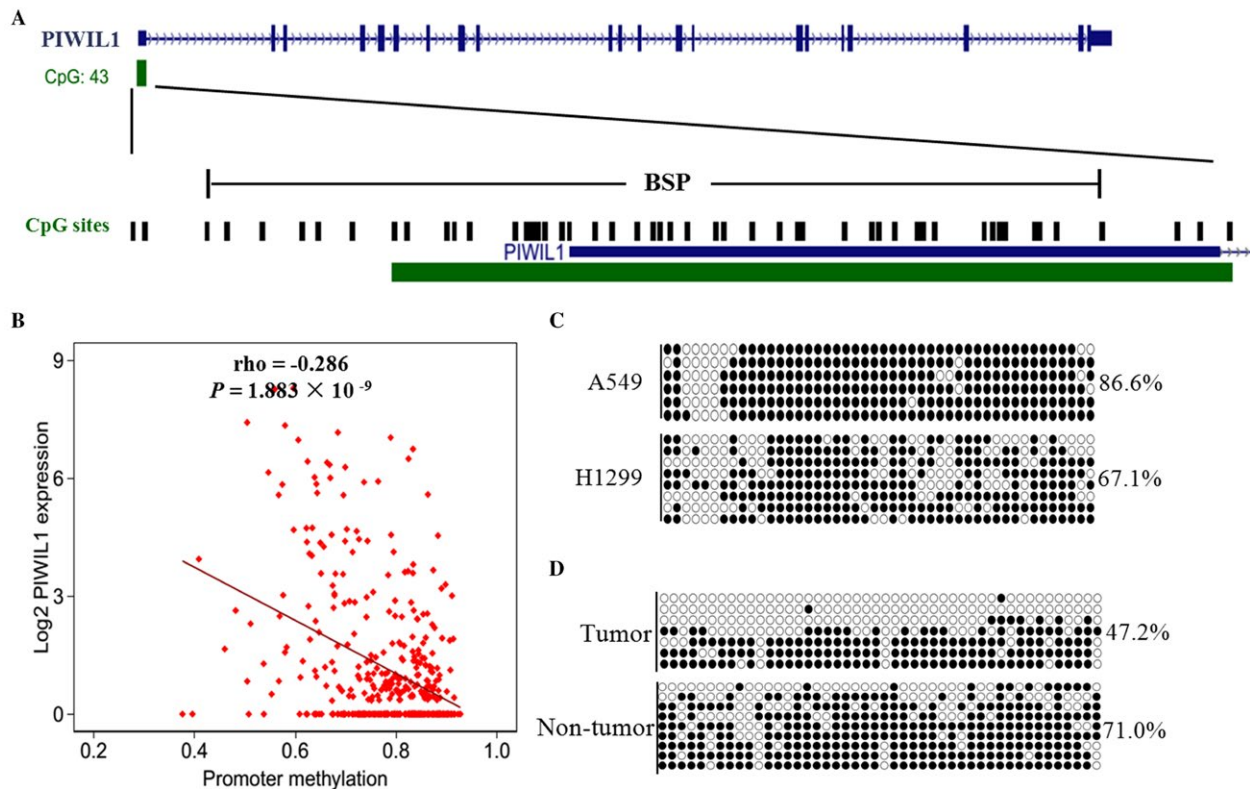 A
PIWIL1
CpG: 43
BSP
CpG sites
PIWIL1
B
rho = -0.286
P = 1.883 × 10 -9
9
6
3
0
Log2 PIWIL1 expression
0.2 0.4 0.6 0.8 1.0
Promoter methylation
C
A549 86.6%
H1299 67.1%
D
Tumor 47.2%
Non-tumor 71.0%